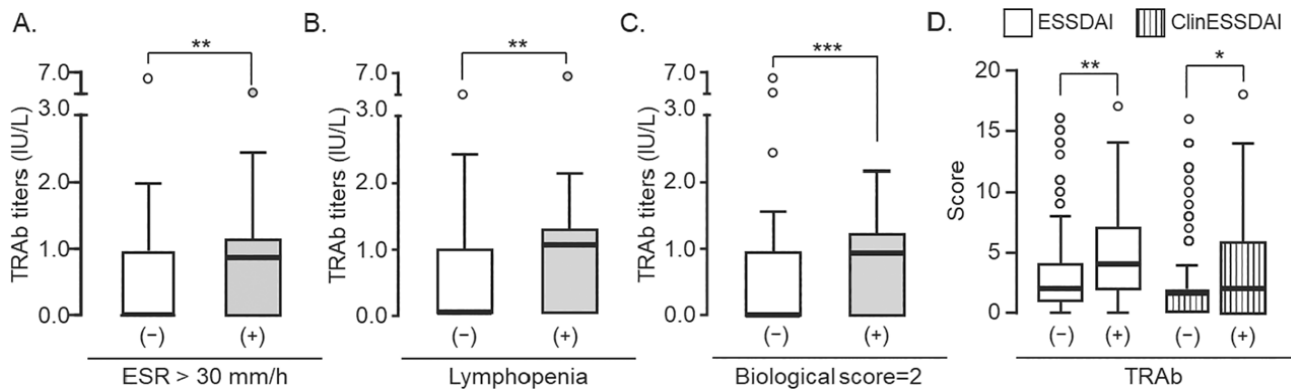 A.
**
7.0
3.0
2.0
1.0
0.0
TRAb titers (IU/L)
(−) (+)
ESR > 30 mm/h
B.
**
7.0
3.0
2.0
1.0
0.0
TRAb titers (IU/L)
(−) (+)
Lymphopenia
C.
***
7.0
3.0
2.0
1.0
0.0
TRAb titers (IU/L)
(−) (+)
Biological score=2
D.
ESSDAI ClinESSDAI
** *
20
15
10
5
0
Score
(−) (+) (−) (+)
TRAb